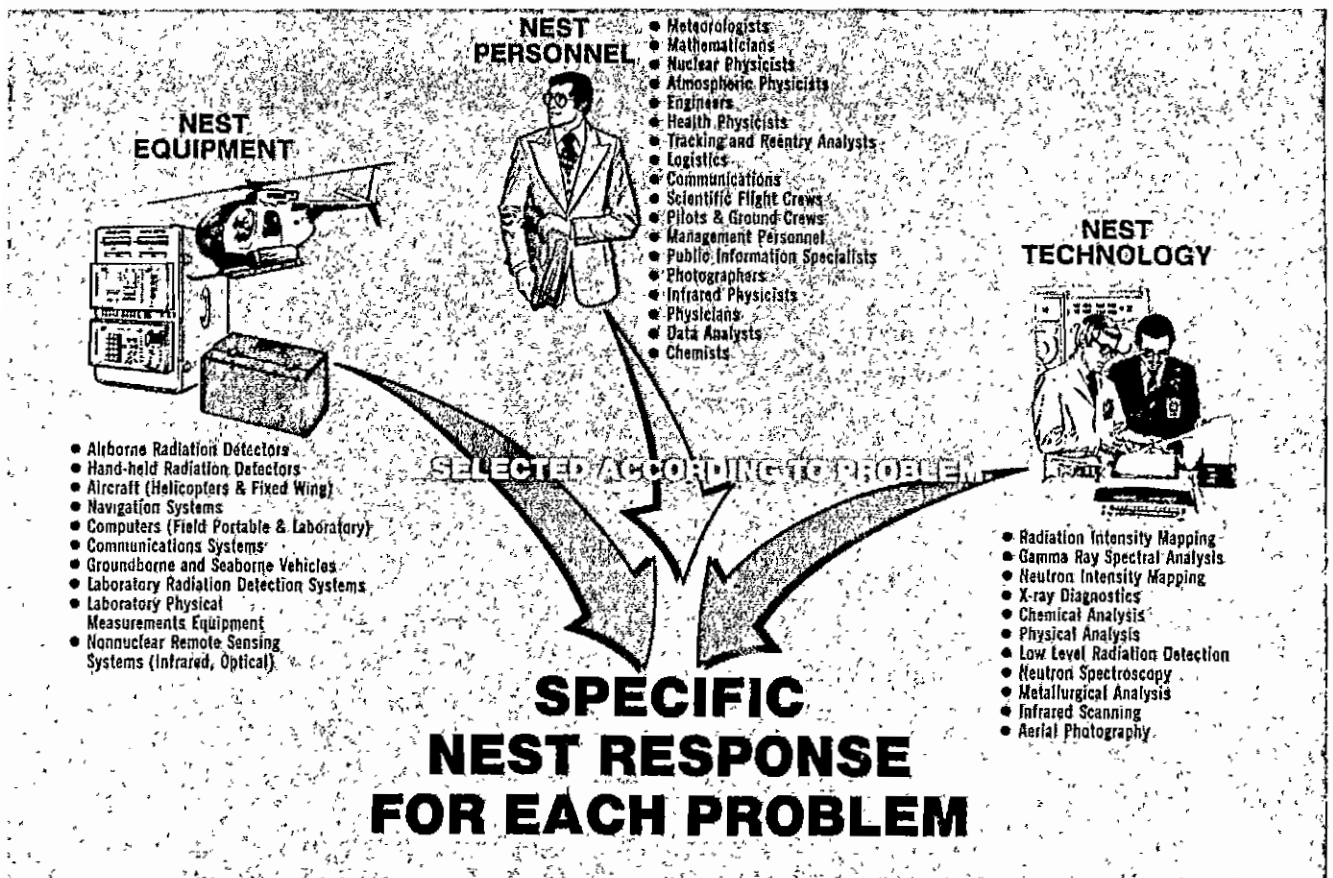 NEST
PERSONNEL
● Meteorologists
● Mathematicians
● Nuclear Physicists
● Atmospheric Physicists
● Engineers
● Health Physicists
● Tracking and Reentry Analysts
● Logistics
● Communications
● Scientific Flight Crews
● Pilots & Ground Crews
● Management Personnel
● Public Information Specialists
● Photographers
● Infrared Physicists
● Physicians
● Data Analysts
● Chemists
NEST
EQUIPMENT
● Airborne Radiation Detectors
● Hand-held Radiation Detectors
● Aircraft (Helicopters & Fixed Wing)
● Navigation Systems
● Computers (Field Portable & Laboratory)
● Communications Systems
● Groundborne and Seaborne Vehicles
● Laboratory Radiation Detection Systems
● Laboratory Physical
Measurements Equipment
● Nonnuclear Remote Sensing
Systems (Infrared, Optical)
NEST
TECHNOLOGY
● Radiation Intensity Mapping
● Gamma Ray Spectral Analysis
● Neutron Intensity Mapping
● X-ray Diagnostics
● Chemical Analysis
● Physical Analysis
● Low Level Radiation Detection
● Neutron Spectroscopy
● Metallurgical Analysis
● Infrared Scanning
● Aerial Photography
SELECTED ACCORDING TO PROBLEM
SPECIFIC
NEST RESPONSE
FOR EACH PROBLEM